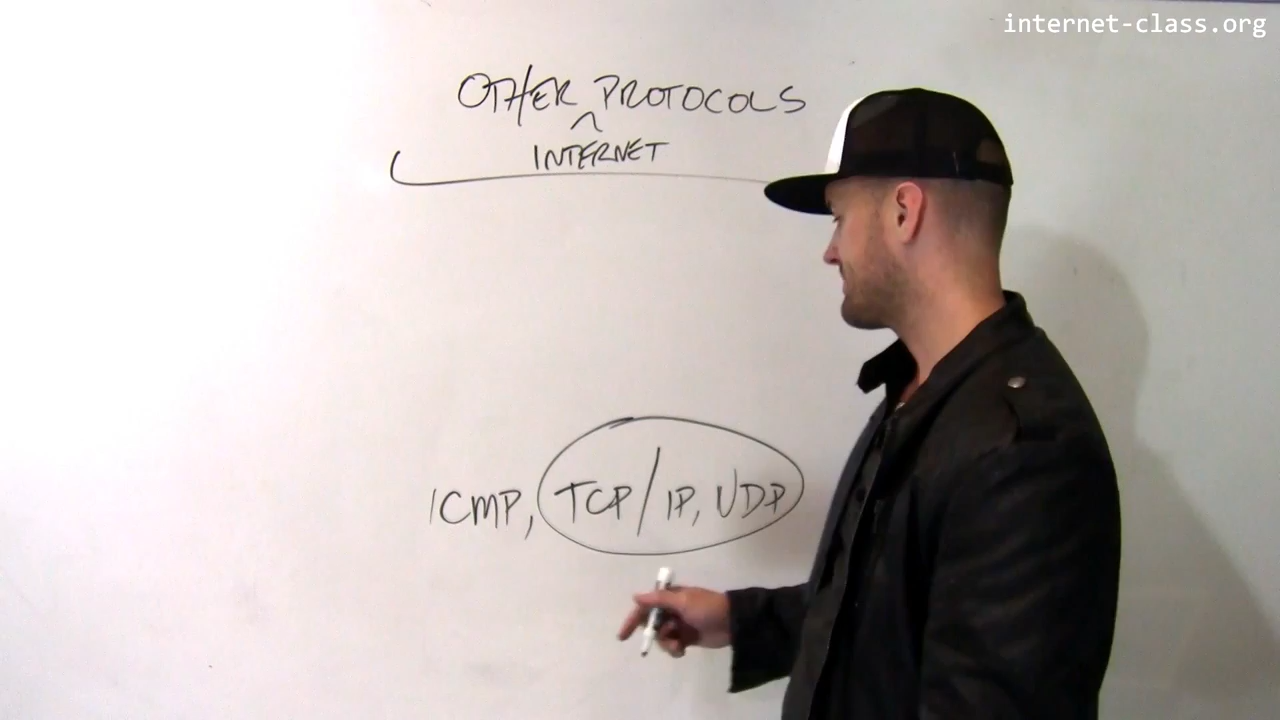 internet-class.org
OTHER PROTOCOLS
^
INTERNET
ICMP, TCP/IP, UDP